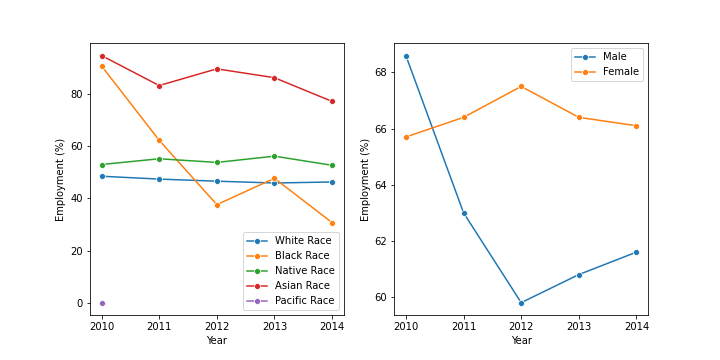 80
60
40
20
0
Employment (%)
2010 2011 2012 2013 2014
Year
White Race
Black Race
Native Race
Asian Race
Pacific Race
68
66
64
62
60
Employment (%)
2010 2011 2012 2013 2014
Year
Male
Female